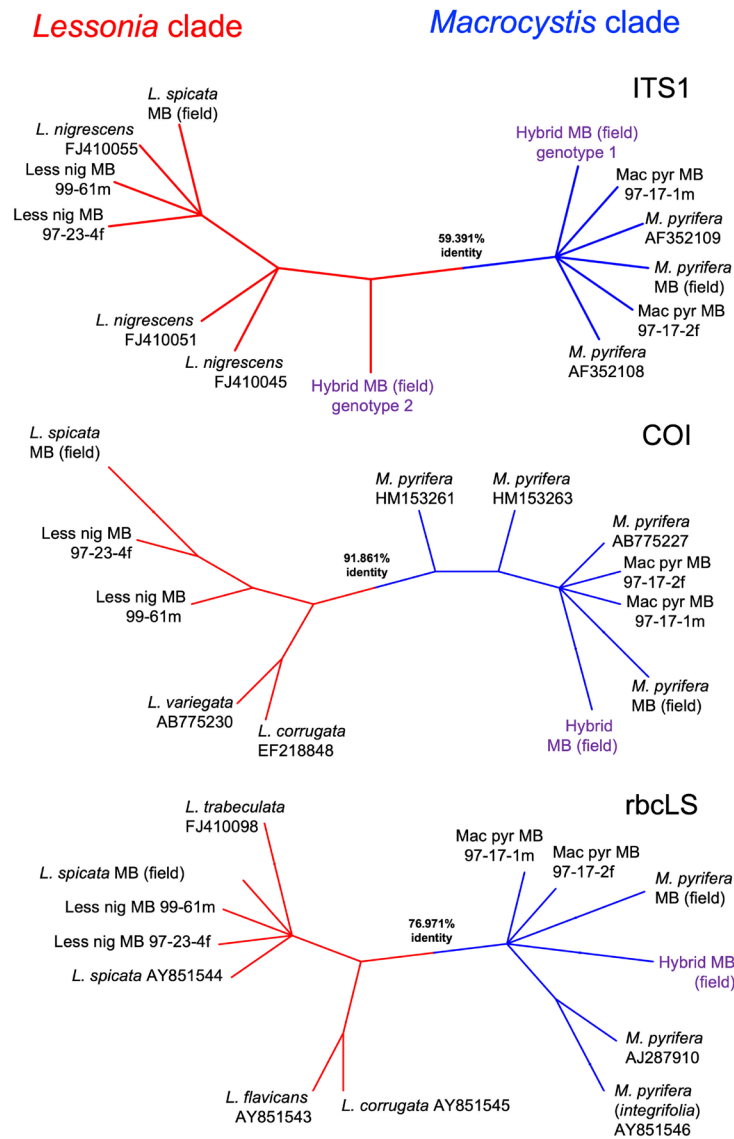 Lessonia clade
Macrocystis clade
ITS1
L. spicata
MB (field)
L. nigrescens
FJ410055
Less nig MB
99-61m
Less nig MB
97-23-4f
L. nigrescens
FJ410051
L. nigrescens
FJ410045
Hybrid MB (field)
genotype 2
59.391%
identity
Hybrid MB (field)
genotype 1
Mac pyr MB
97-17-1m
M. pyrifera
AF352109
M. pyrifera
MB (field)
Mac pyr MB
97-17-2f
M. pyrifera
AF352108
COI
L. spicata
MB (field)
Less nig MB
97-23-4f
Less nig MB
99-61m
L. variegata
AB775230
L. corrugata
EF218848
91.861%
identity
M. pyrifera
HM153261
M. pyrifera
HM153263
M. pyrifera
AB775227
Mac pyr MB
97-17-2f
Mac pyr MB
97-17-1m
M. pyrifera
MB (field)
Hybrid
MB (field)
rbcLS
L. trabeculata
FJ410098
L. spicata MB (field)
Less nig MB 99-61m
Less nig MB 97-23-4f
L. spicata AY851544
L. flavicans
AY851543
L. corrugata AY851545
76.971%
identity
Mac pyr MB
97-17-1m
Mac pyr MB
97-17-2f
M. pyrifera
MB (field)
Hybrid MB
(field)
M. pyrifera
AJ287910
M. pyrifera
(integrifolia)
AY851546